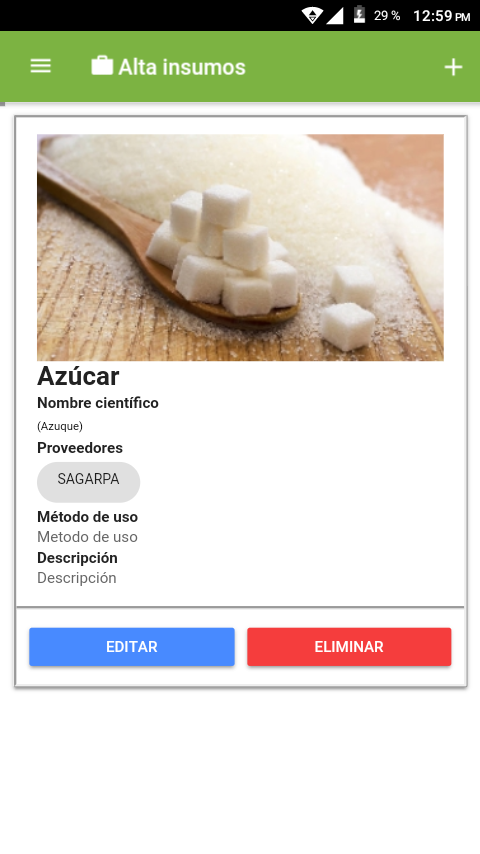 29 % 12:59 PM
Alta insumos
Azúcar
Nombre científico
(Azuque)
Proveedores
SAGARPA
Método de uso
Metodo de uso
Descripción
Descripción
EDITAR ELIMINAR